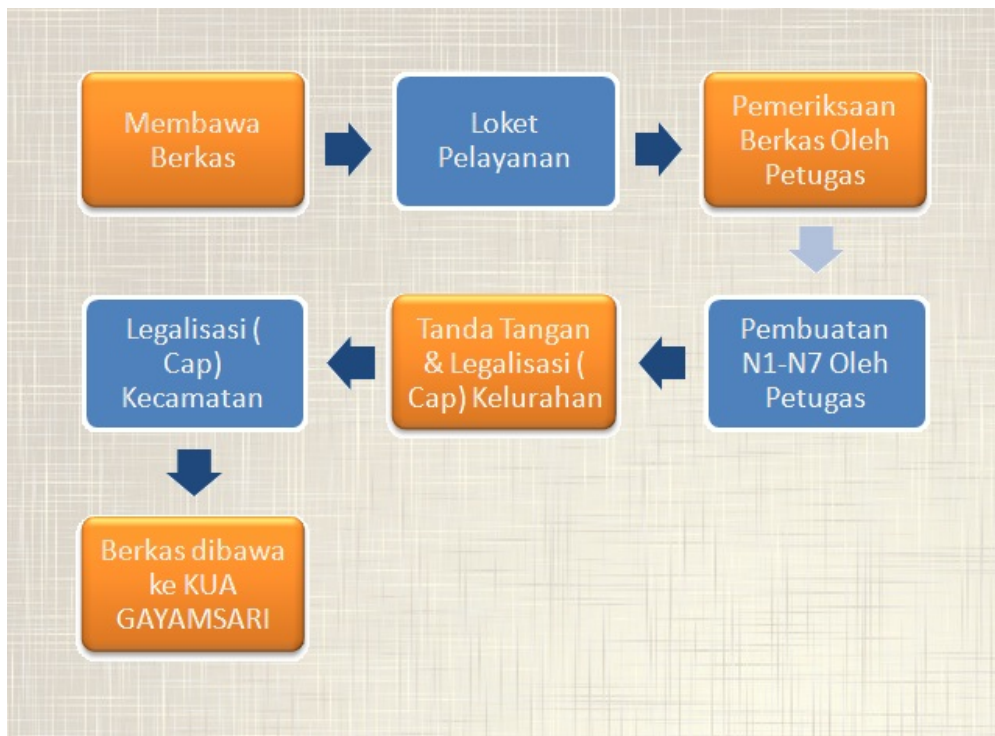 Membawa
Berkas
Loket
Pelayanan
Pemeriksaan
Berkas Oleh
Petugas
Pembuatan
N1-N7 Oleh
Petugas
Tanda Tangan
& Legalisasi (
Cap) Kelurahan
Legalisasi (
Cap)
Kecamatan
Berkas dibawa
ke KUA
GAYAMSARI